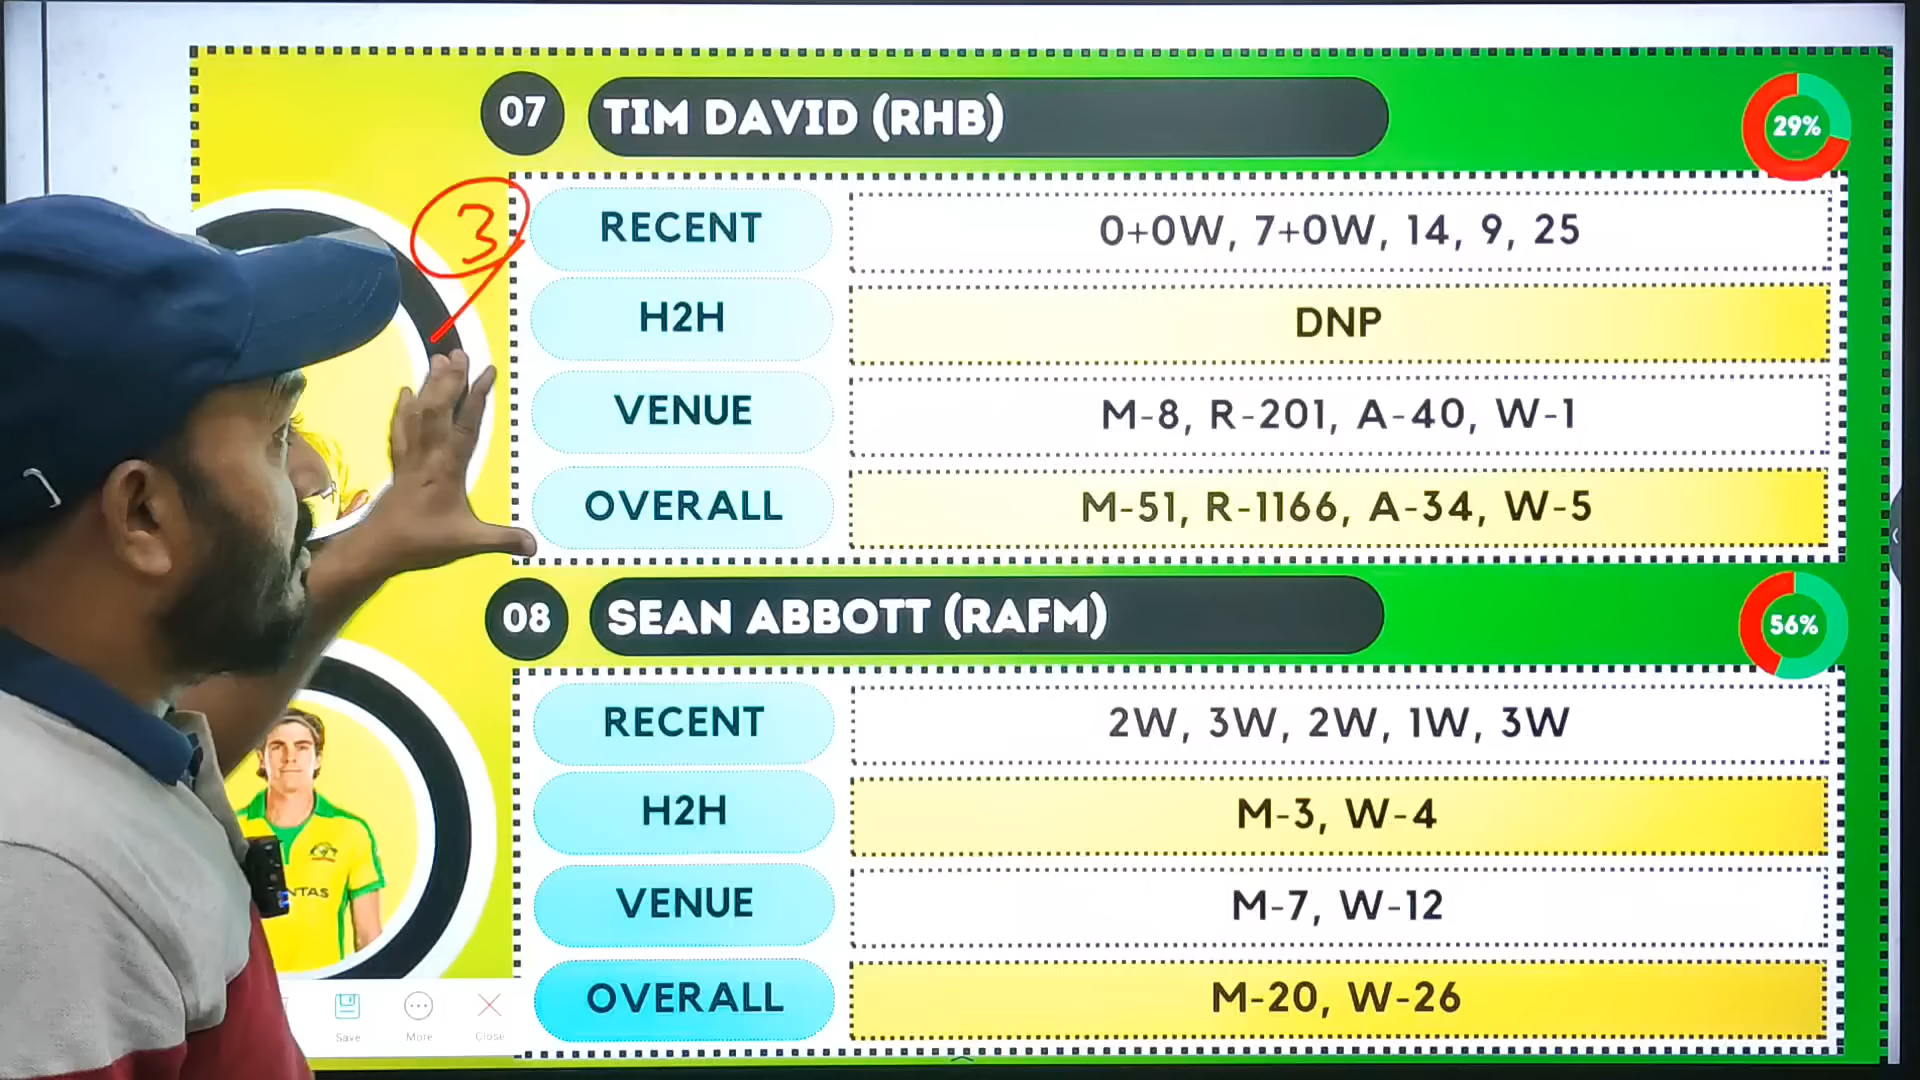 07 TIM DAVID (RHB) 29%
3
RECENT 0+0W, 7+0W, 14, 9, 25
H2H DNP
VENUE M-8, R-201, A-40, W-1
OVERALL M-51, R-1166, A-34, W-5
08 SEAN ABBOTT (RAFM) 56%
RECENT 2W, 3W, 2W, 1W, 3W
H2H M-3, W-4
VENUE M-7, W-12
OVERALL M-20, W-26
NTAS
Save More Close